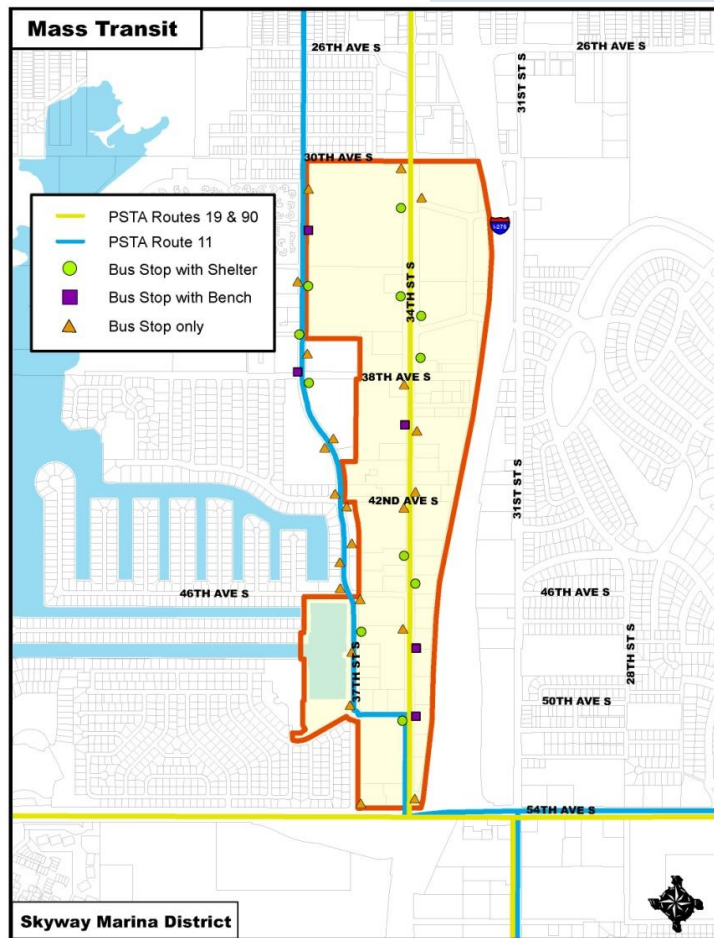 Mass Transit
26TH AVE S
26TH AVE S
31ST ST S
30TH AVE S
PSTA Routes 19 & 90
PSTA Route 11
Bus Stop with Shelter
Bus Stop with Bench
Bus Stop only
I-275
34TH ST S
38TH AVE S
42ND AVE S
31ST ST S
46TH AVE S
46TH AVE S
28TH ST S
37TH ST S
50TH AVE S
54TH AVE S
Skyway Marina District